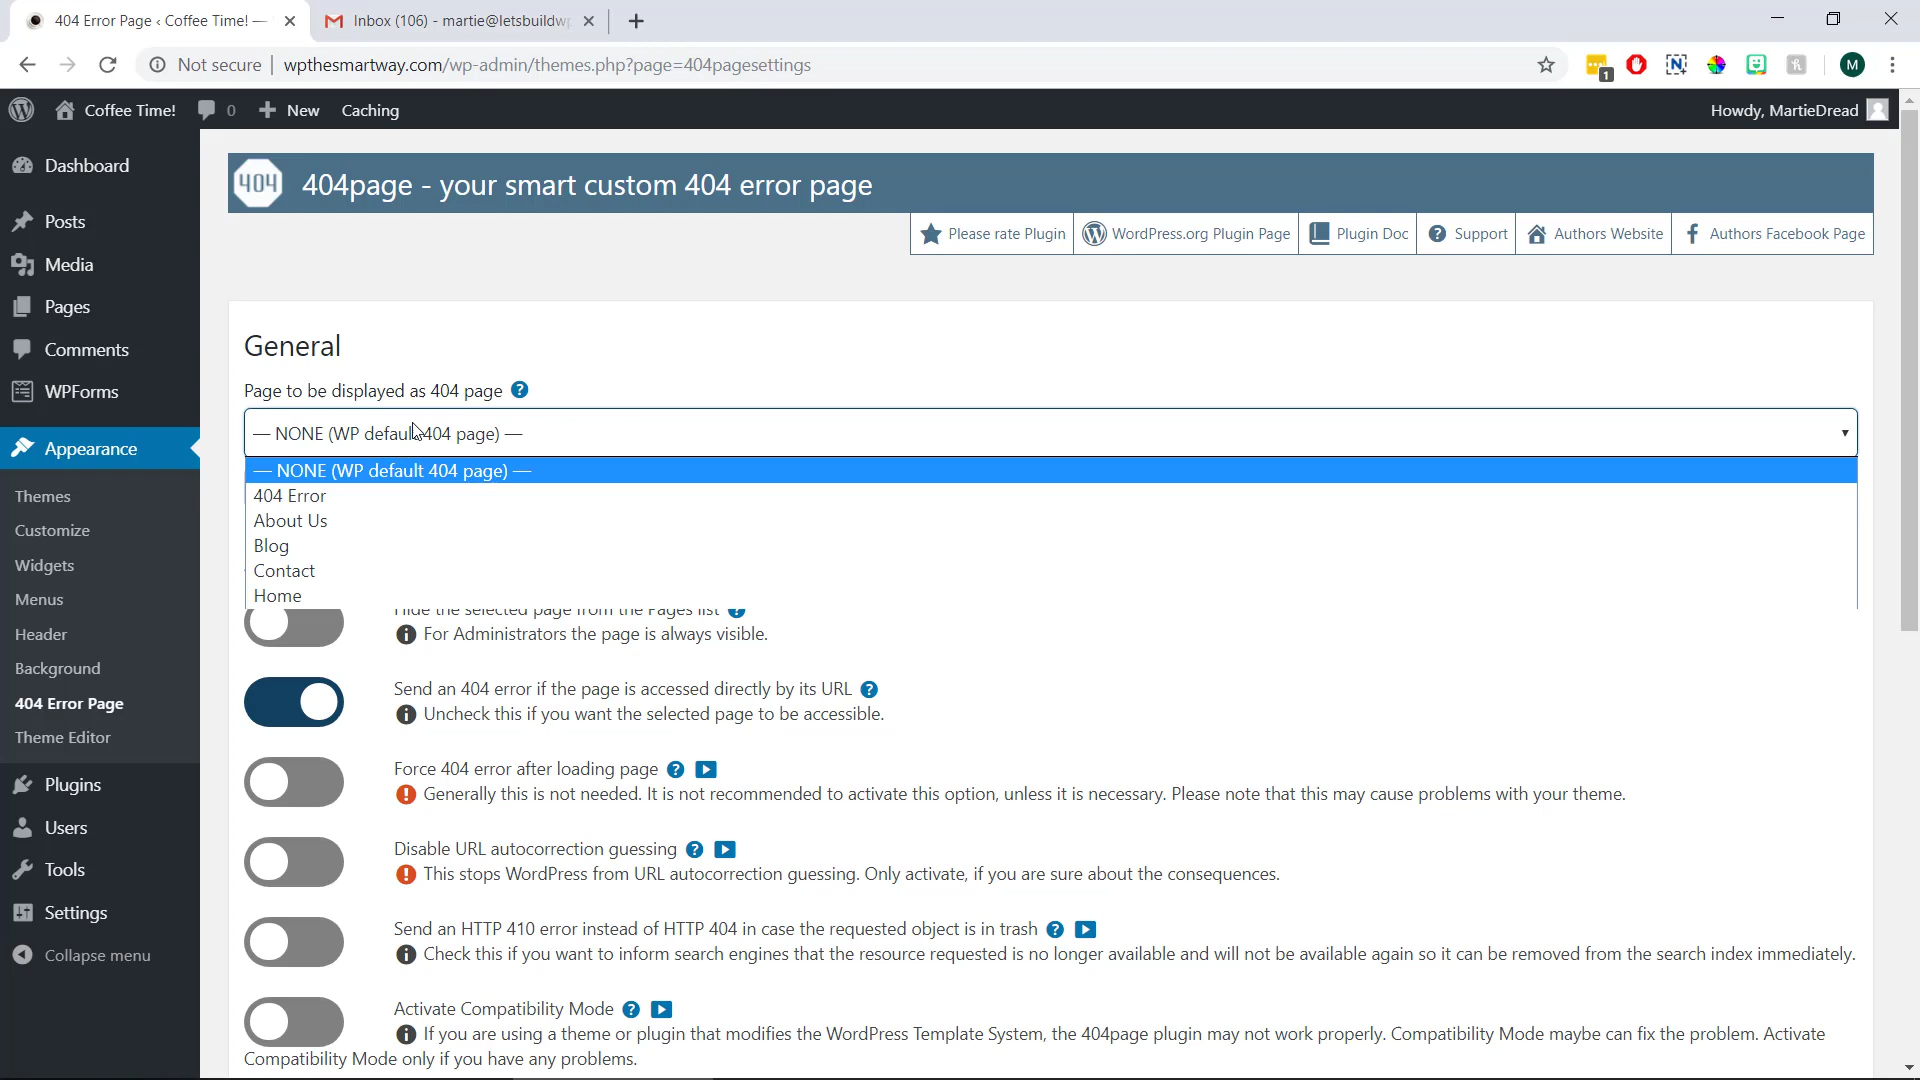 404 Error Page ‹ Coffee Time! —
Inbox (106) - martie@letsbuildwp
Not secure
wpthesmartway.com/wp-admin/themes.php?page=404pagesettings
1
M
Coffee Time!
0
New
Caching
Howdy, MartieDread
Dashboard
Posts
Media
Pages
Comments
WPForms
Appearance
Themes
Customize
Widgets
Menus
Header
Background
404 Error Page
Theme Editor
Plugins
Users
Tools
Settings
Collapse menu
404
404page - your smart custom 404 error page
Please rate Plugin
WordPress.org Plugin Page
Plugin Doc
Support
Authors Website
Authors Facebook Page
General
Page to be displayed as 404 page
— NONE (WP default 404 page) —
— NONE (WP default 404 page) —
404 Error
About Us
Blog
Contact
Home
Hide the selected page from the Pages list
For Administrators the page is always visible.
Send an 404 error if the page is accessed directly by its URL
Uncheck this if you want the selected page to be accessible.
Force 404 error after loading page
Generally this is not needed. It is not recommended to activate this option, unless it is necessary. Please note that this may cause problems with your theme.
Disable URL autocorrection guessing
This stops WordPress from URL autocorrection guessing. Only activate, if you are sure about the consequences.
Send an HTTP 410 error instead of HTTP 404 in case the requested object is in trash
Check this if you want to inform search engines that the resource requested is no longer available and will not be available again so it can be removed from the search index immediately.
Activate Compatibility Mode
If you are using a theme or plugin that modifies the WordPress Template System, the 404page plugin may not work properly. Compatibility Mode maybe can fix the problem. Activate
Compatibility Mode only if you have any problems.